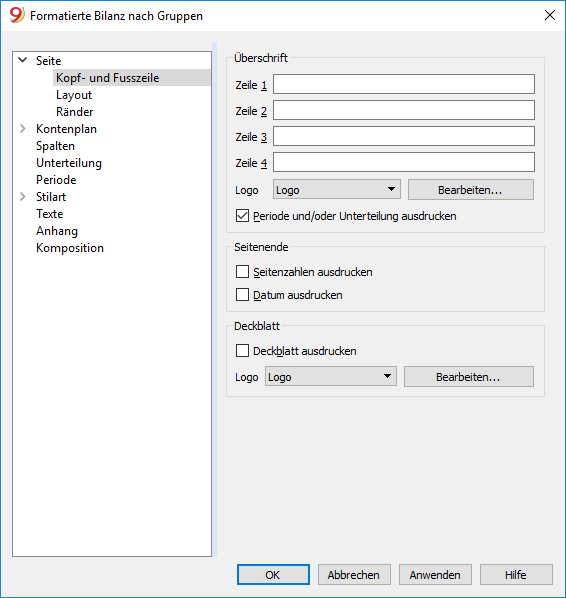 9 Formatierte Bilanz nach Gruppen
Seite
Kopf- und Fusszeile
Layout
Ränder
Kontenplan
Spalten
Unterteilung
Periode
Stilart
Texte
Anhang
Komposition
Überschrift
Zeile 1
Zeile 2
Zeile 3
Zeile 4
Logo Logo Bearbeiten...
Periode und/oder Unterteilung ausdrucken
Seitenende
Seitenzahlen ausdrucken
Datum ausdrucken
Deckblatt
Deckblatt ausdrucken
Logo Logo Bearbeiten...
OK Abbrechen Anwenden Hilfe